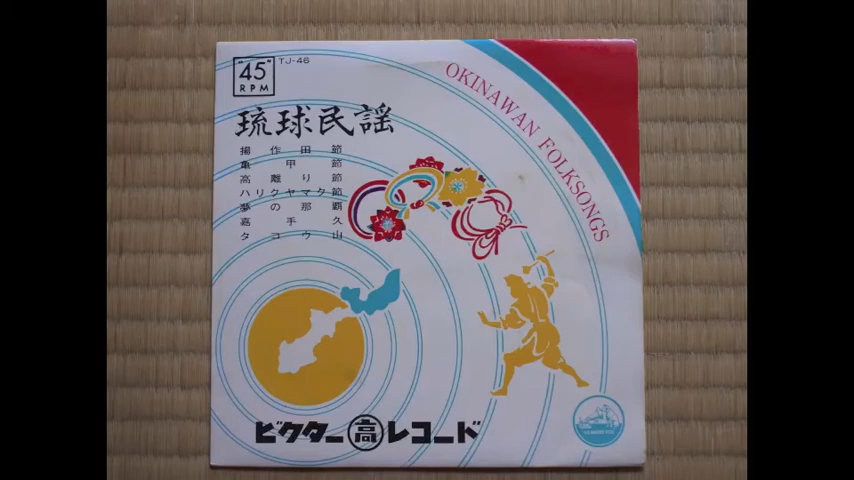 "45"
RPM
TJ-46
琉球民謡
揚作田節
亀甲節
高離り節
ハリクヤマク節
夢の那覇
嘉手久
タコウ山
OKINAWAN FOLKSONGS
ビクター高レコード